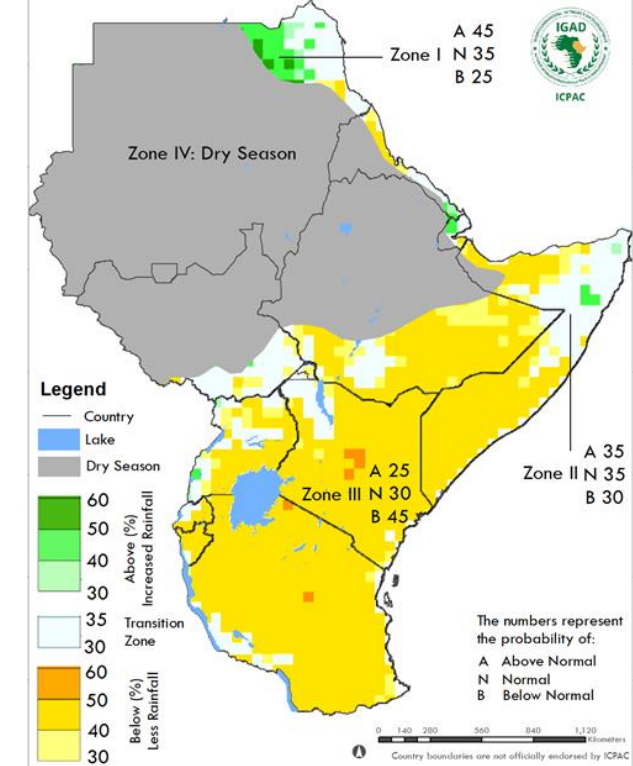 A 45
Zone I N 35
B 25
IGAD
ICPAC
Zone IV: Dry Season
Legend
Country
Lake
Dry Season
60
50
40
30
Above (%)
Increased Rainfall
35
30
Transition
Zone
60
50
40
30
Below (%)
Less Rainfall
A 25
Zone III N 30
B 45
A 35
Zone II N 35
B 30
The numbers represent
the probability of:
A Above Normal
N Normal
B Below Normal
0 140 280 560 840 1,120
Kilometers
Country boundaries are not officially endorsed by ICPAC